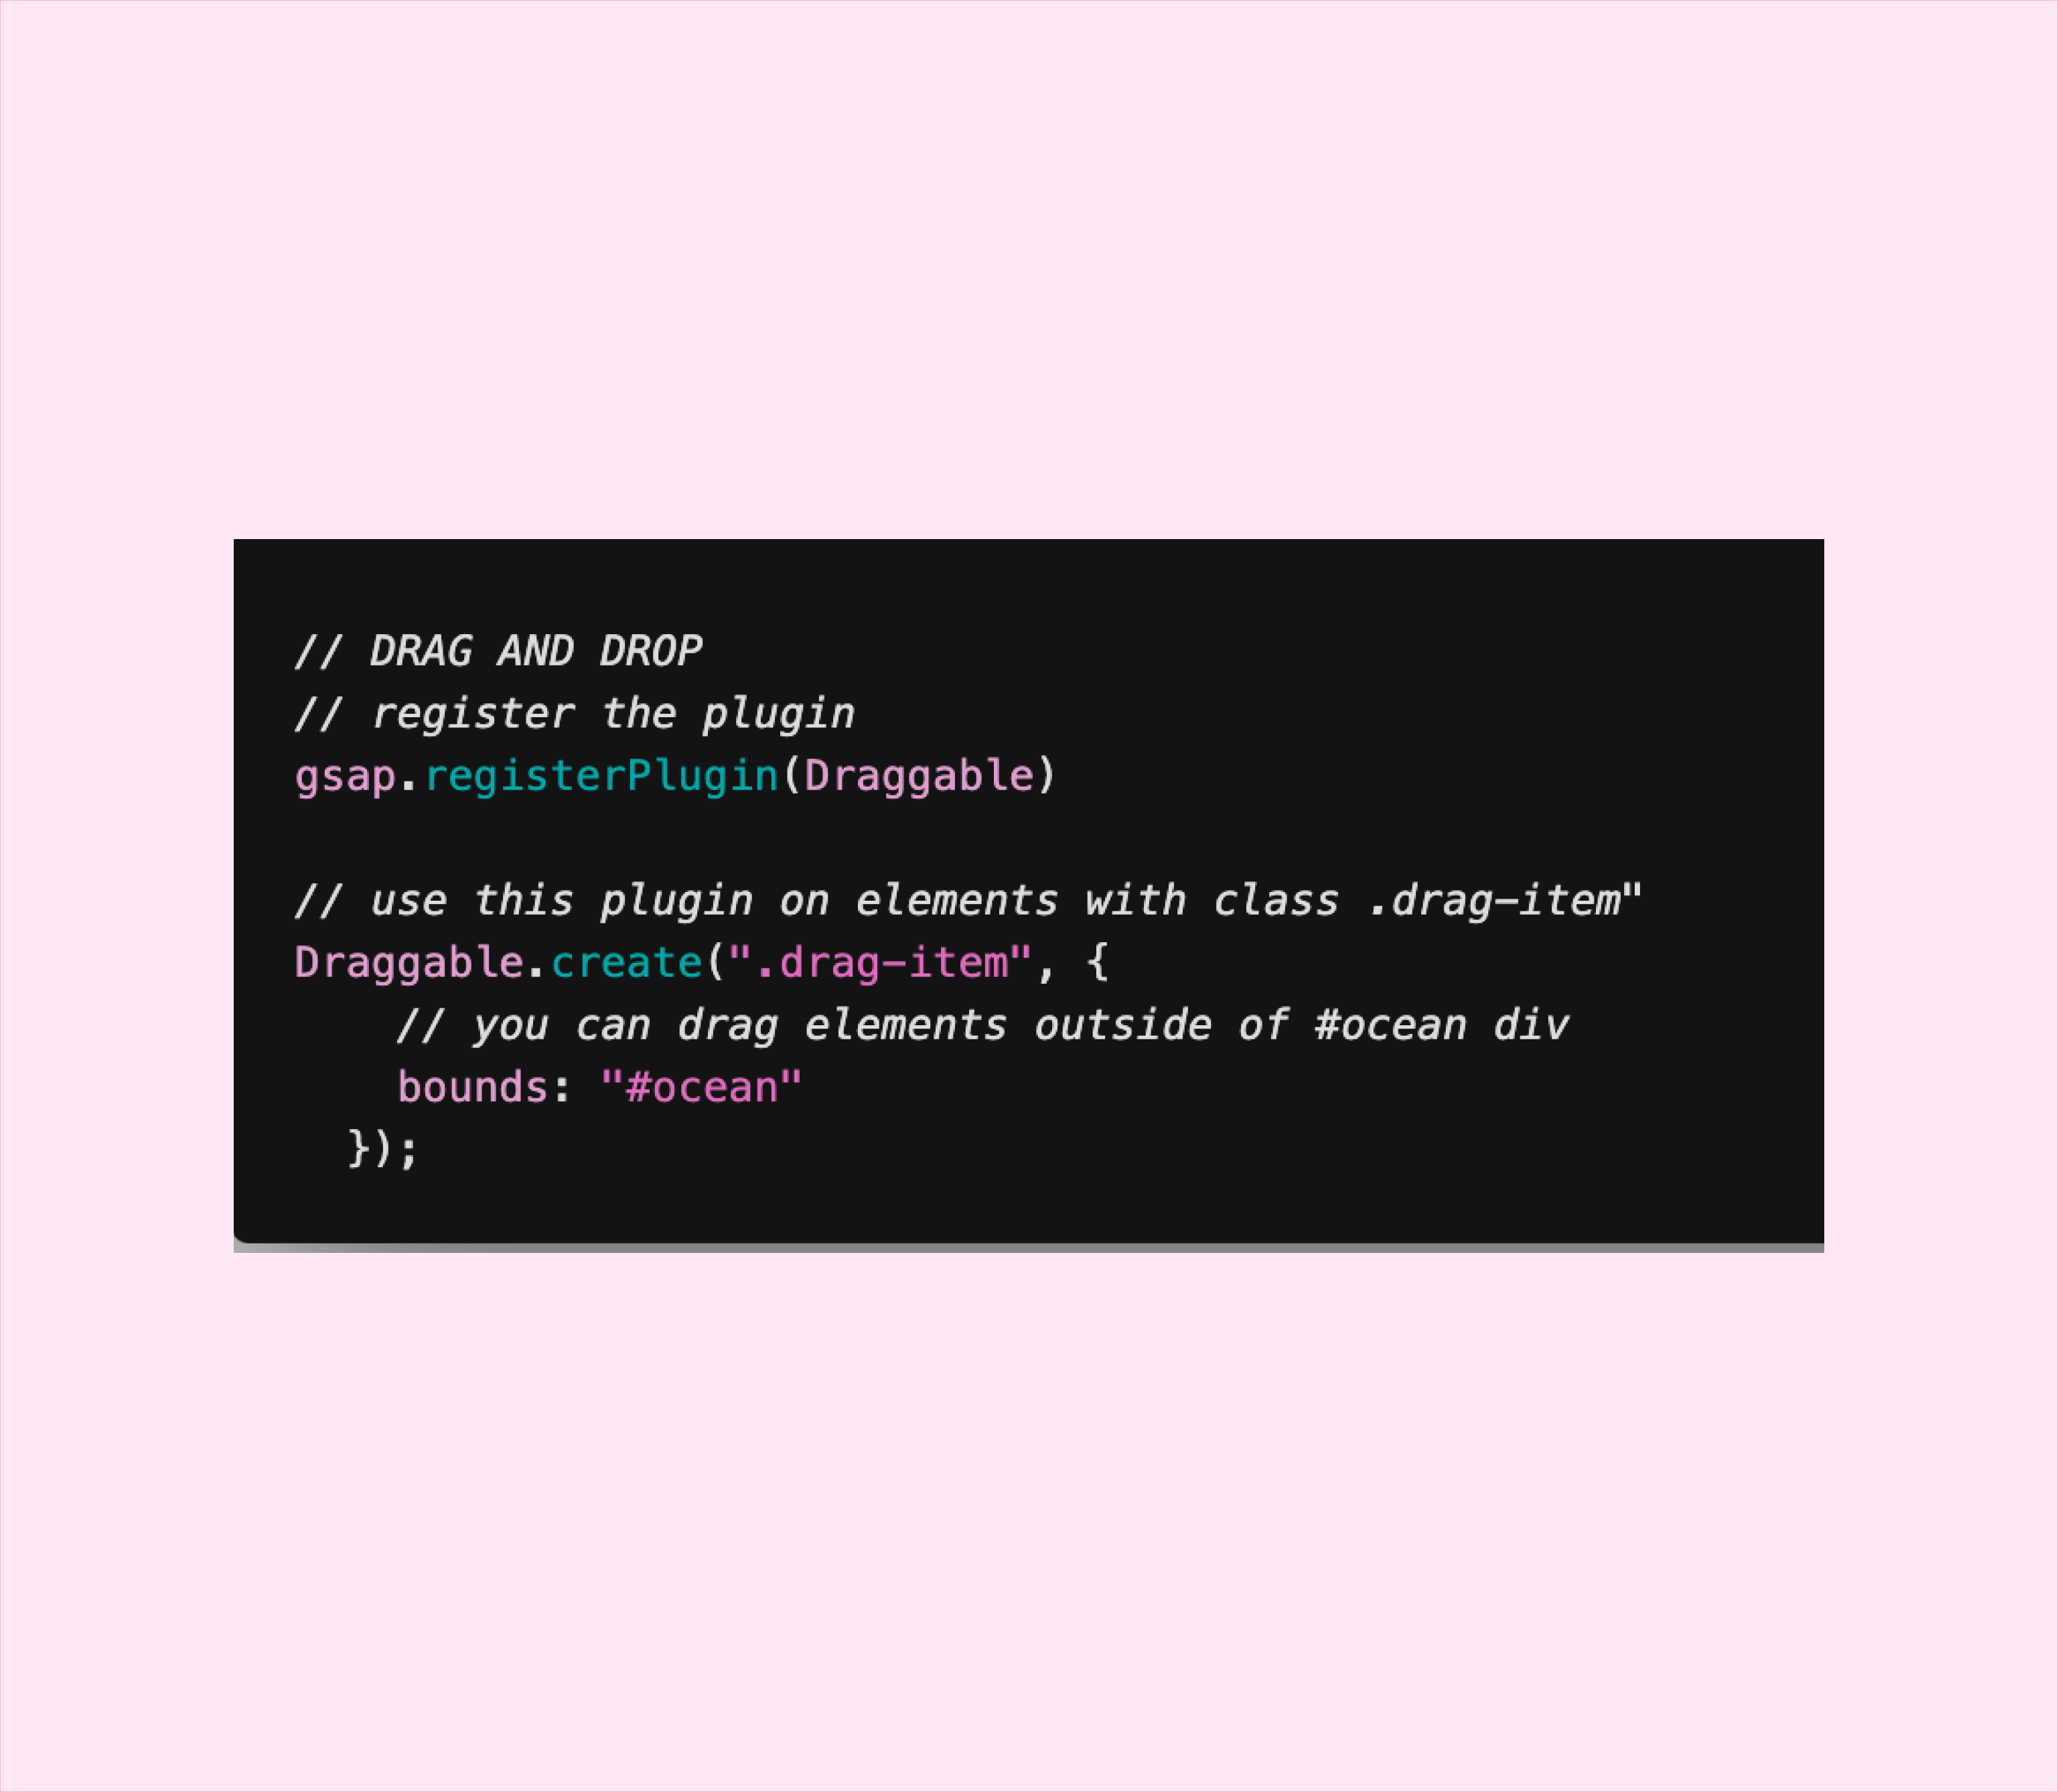 // DRAG AND DROP
// register the plugin
gsap.registerPlugin(Draggable)
// use this plugin on elements with class .drag-item"
Draggable.create(".drag-item", {
// you can drag elements outside of #ocean div
bounds: "#ocean"
});